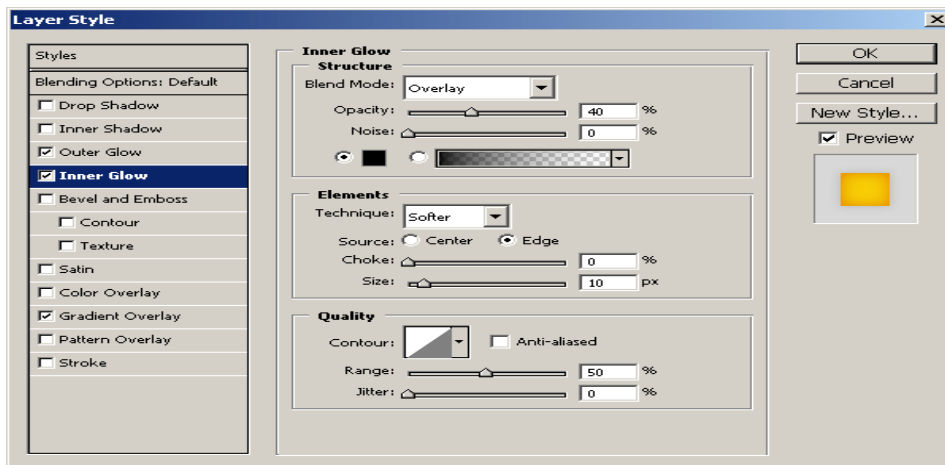 Layer Style
Styles
Blending Options: Default
Drop Shadow
Inner Shadow
Outer Glow
Inner Glow
Bevel and Emboss
Contour
Texture
Satin
Color Overlay
Gradient Overlay
Pattern Overlay
Stroke
Inner Glow
Structure
Blend Mode: Overlay
Opacity: 40 %
Noise: 0 %
Elements
Technique: Softer
Source: Center Edge
Choke: 0 %
Size: 10 px
Quality
Contour: Anti-aliased
Range: 50 %
Jitter: 0 %
OK
Cancel
New Style...
Preview